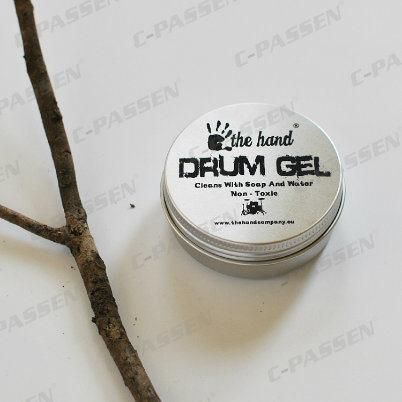 C-PASSEN®
the hand®
DRUM GEL
Cleans With Soap And Water
Non - Toxic
www.thehandcompany.eu